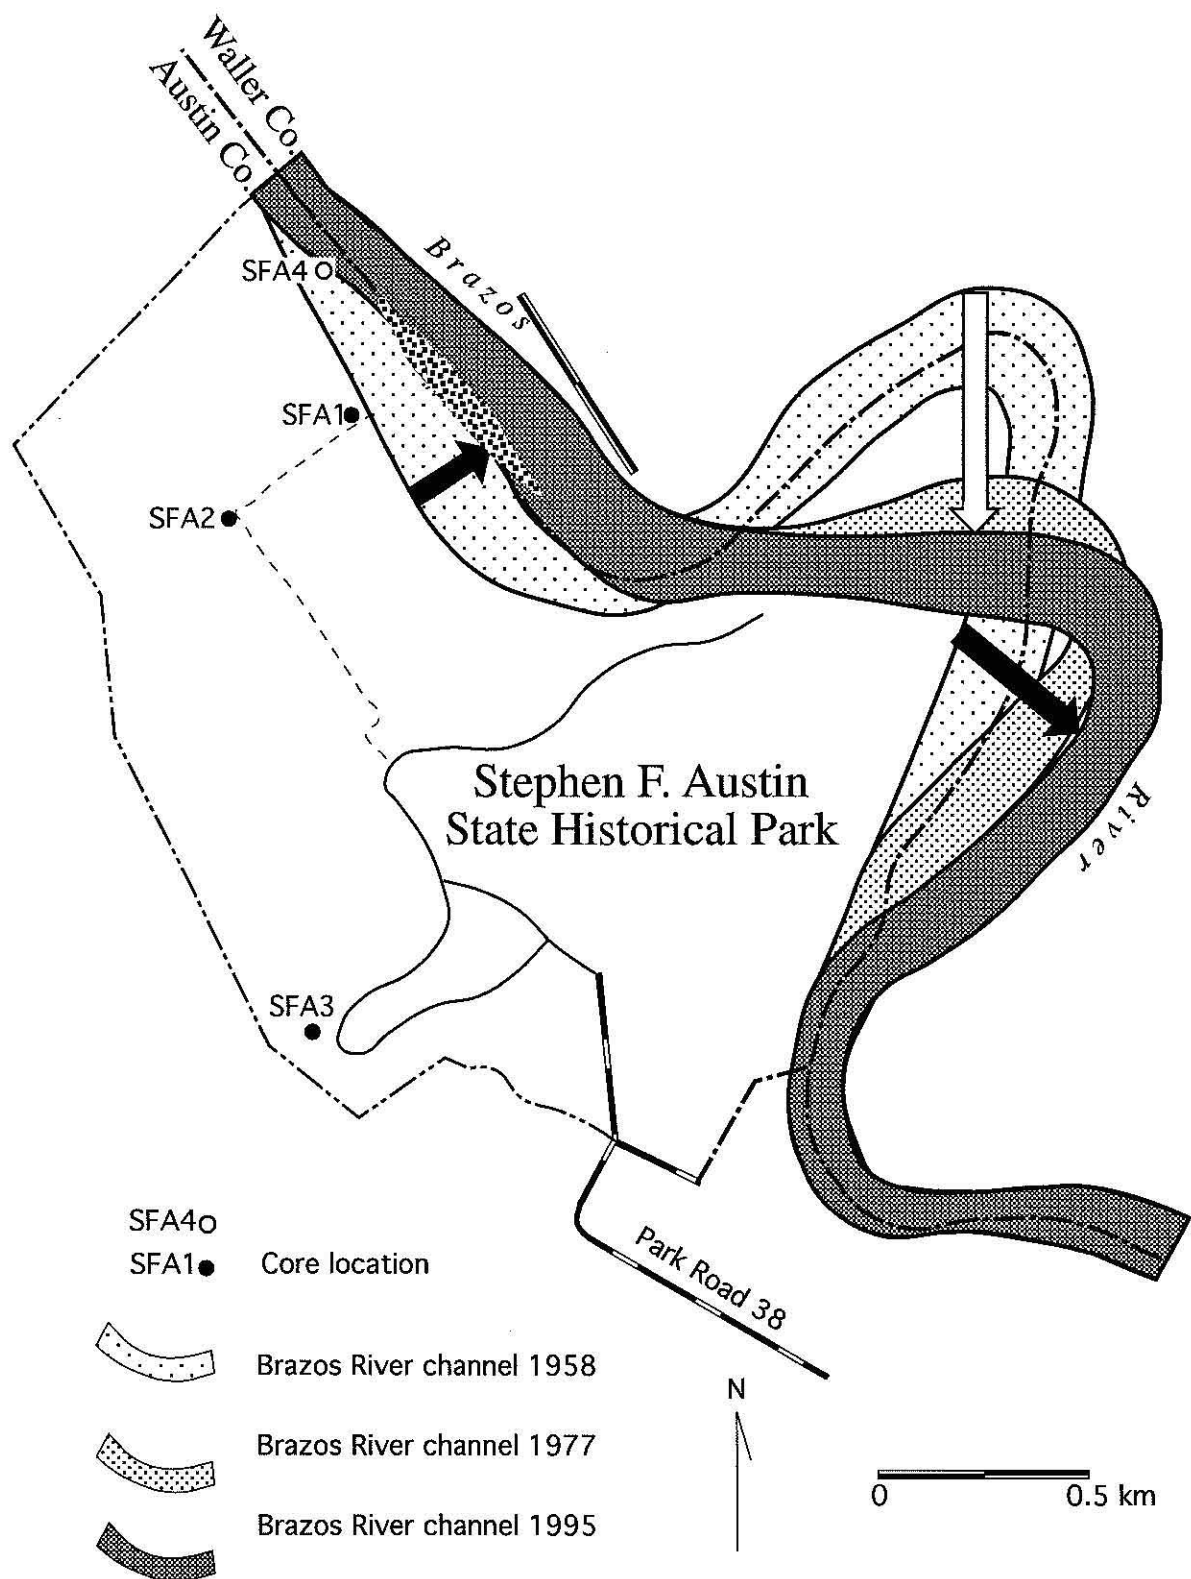 Waller Co.
Austin Co.
Brazos
SFA4
SFA1
SFA2
Stephen F. Austin
State Historical Park
River
SFA3
SFA4
SFA1
Core location
Park Road 38
Brazos River channel 1958
N
Brazos River channel 1977
0
0.5 km
Brazos River channel 1995